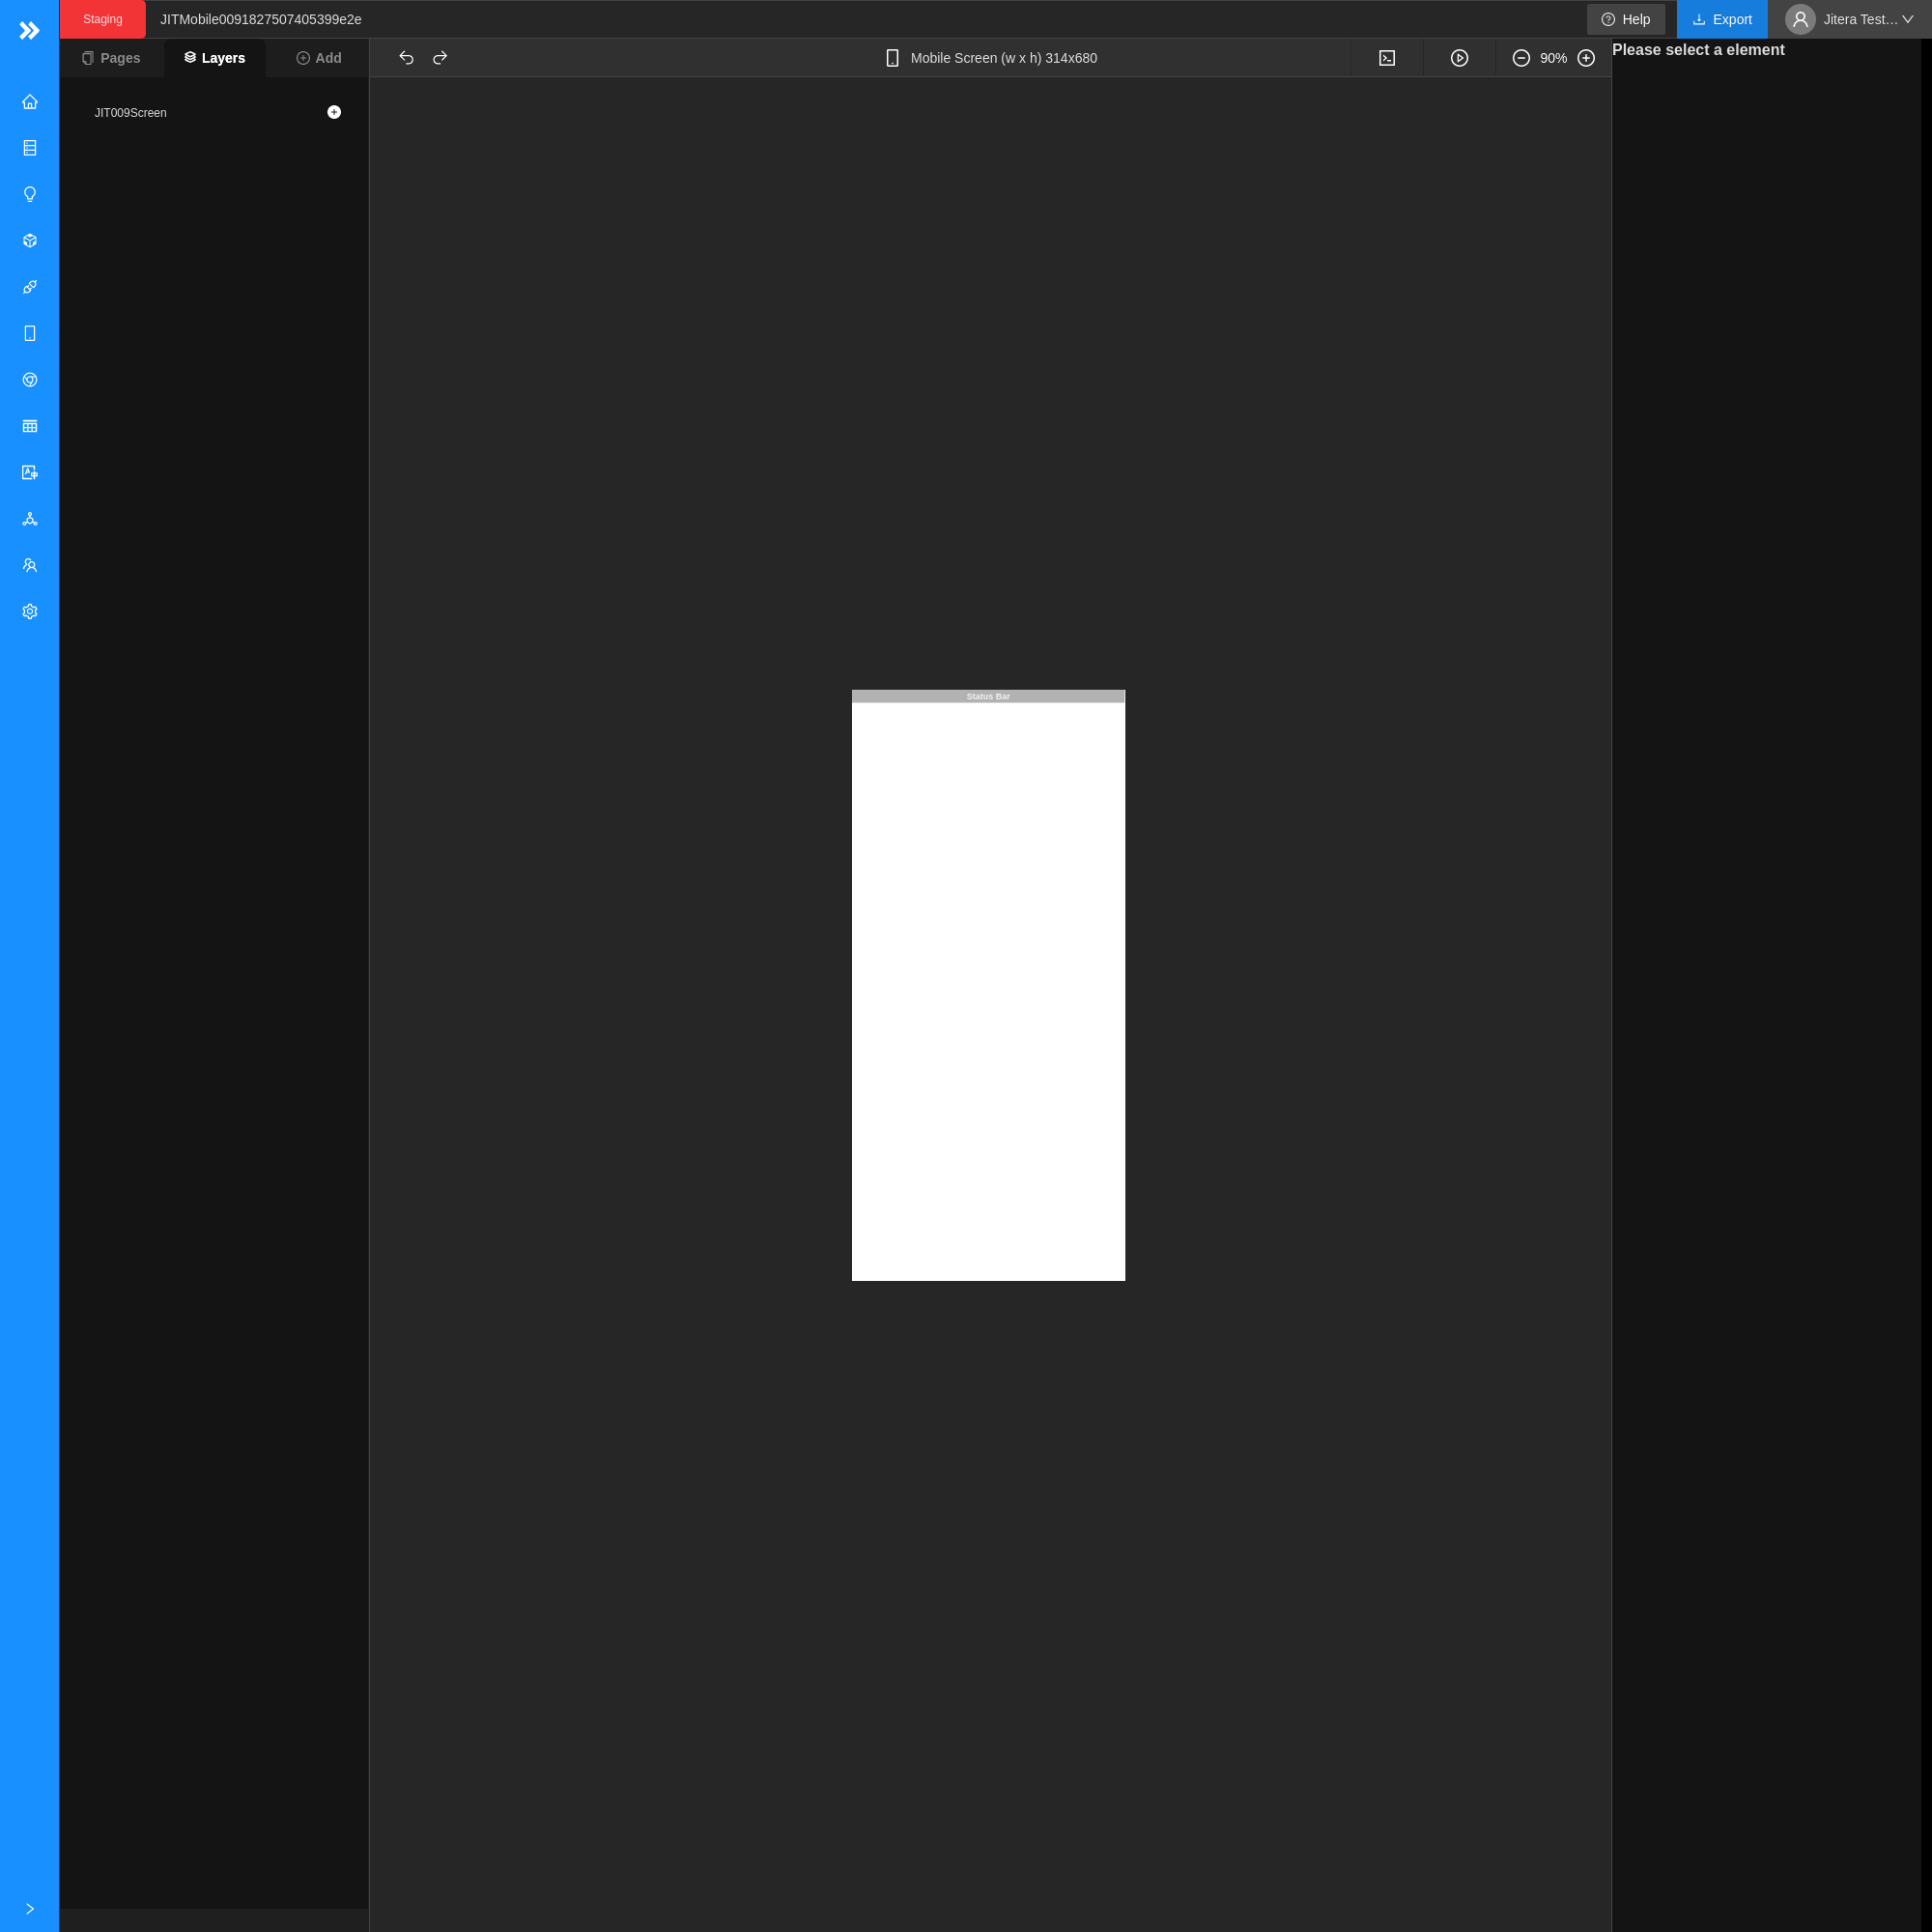 Staging
JITMobile0091827507405399e2e
Help
Export
Jitera Test...
Pages
Layers
Add
Mobile Screen (w x h) 314x680
90%
Please select a element
JIT009Screen
Status Bar